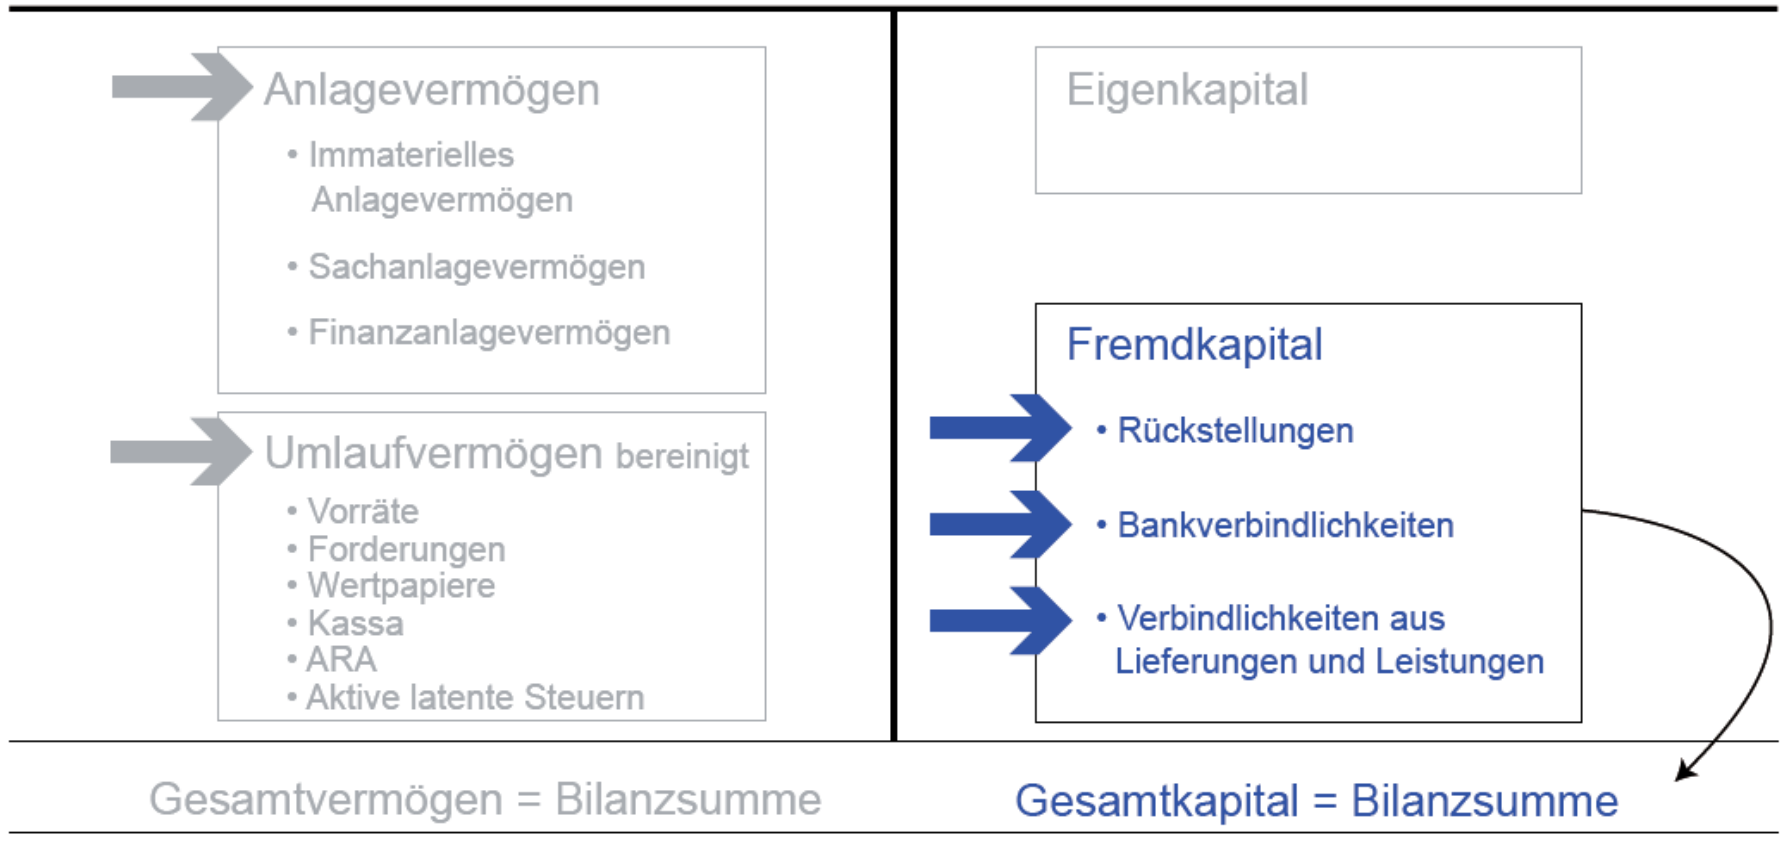 Anlagevermögen
• Immaterielles
Anlagevermögen
• Sachanlagevermögen
• Finanzanlagevermögen
Umlaufvermögen bereinigt
• Vorräte
• Forderungen
• Wertpapiere
• Kassa
• ARA
• Aktive latente Steuern
Gesamtvermögen = Bilanzsumme
Eigenkapital
Fremdkapital
• Rückstellungen
• Bankverbindlichkeiten
• Verbindlichkeiten aus
Lieferungen und Leistungen
Gesamtkapital = Bilanzsumme